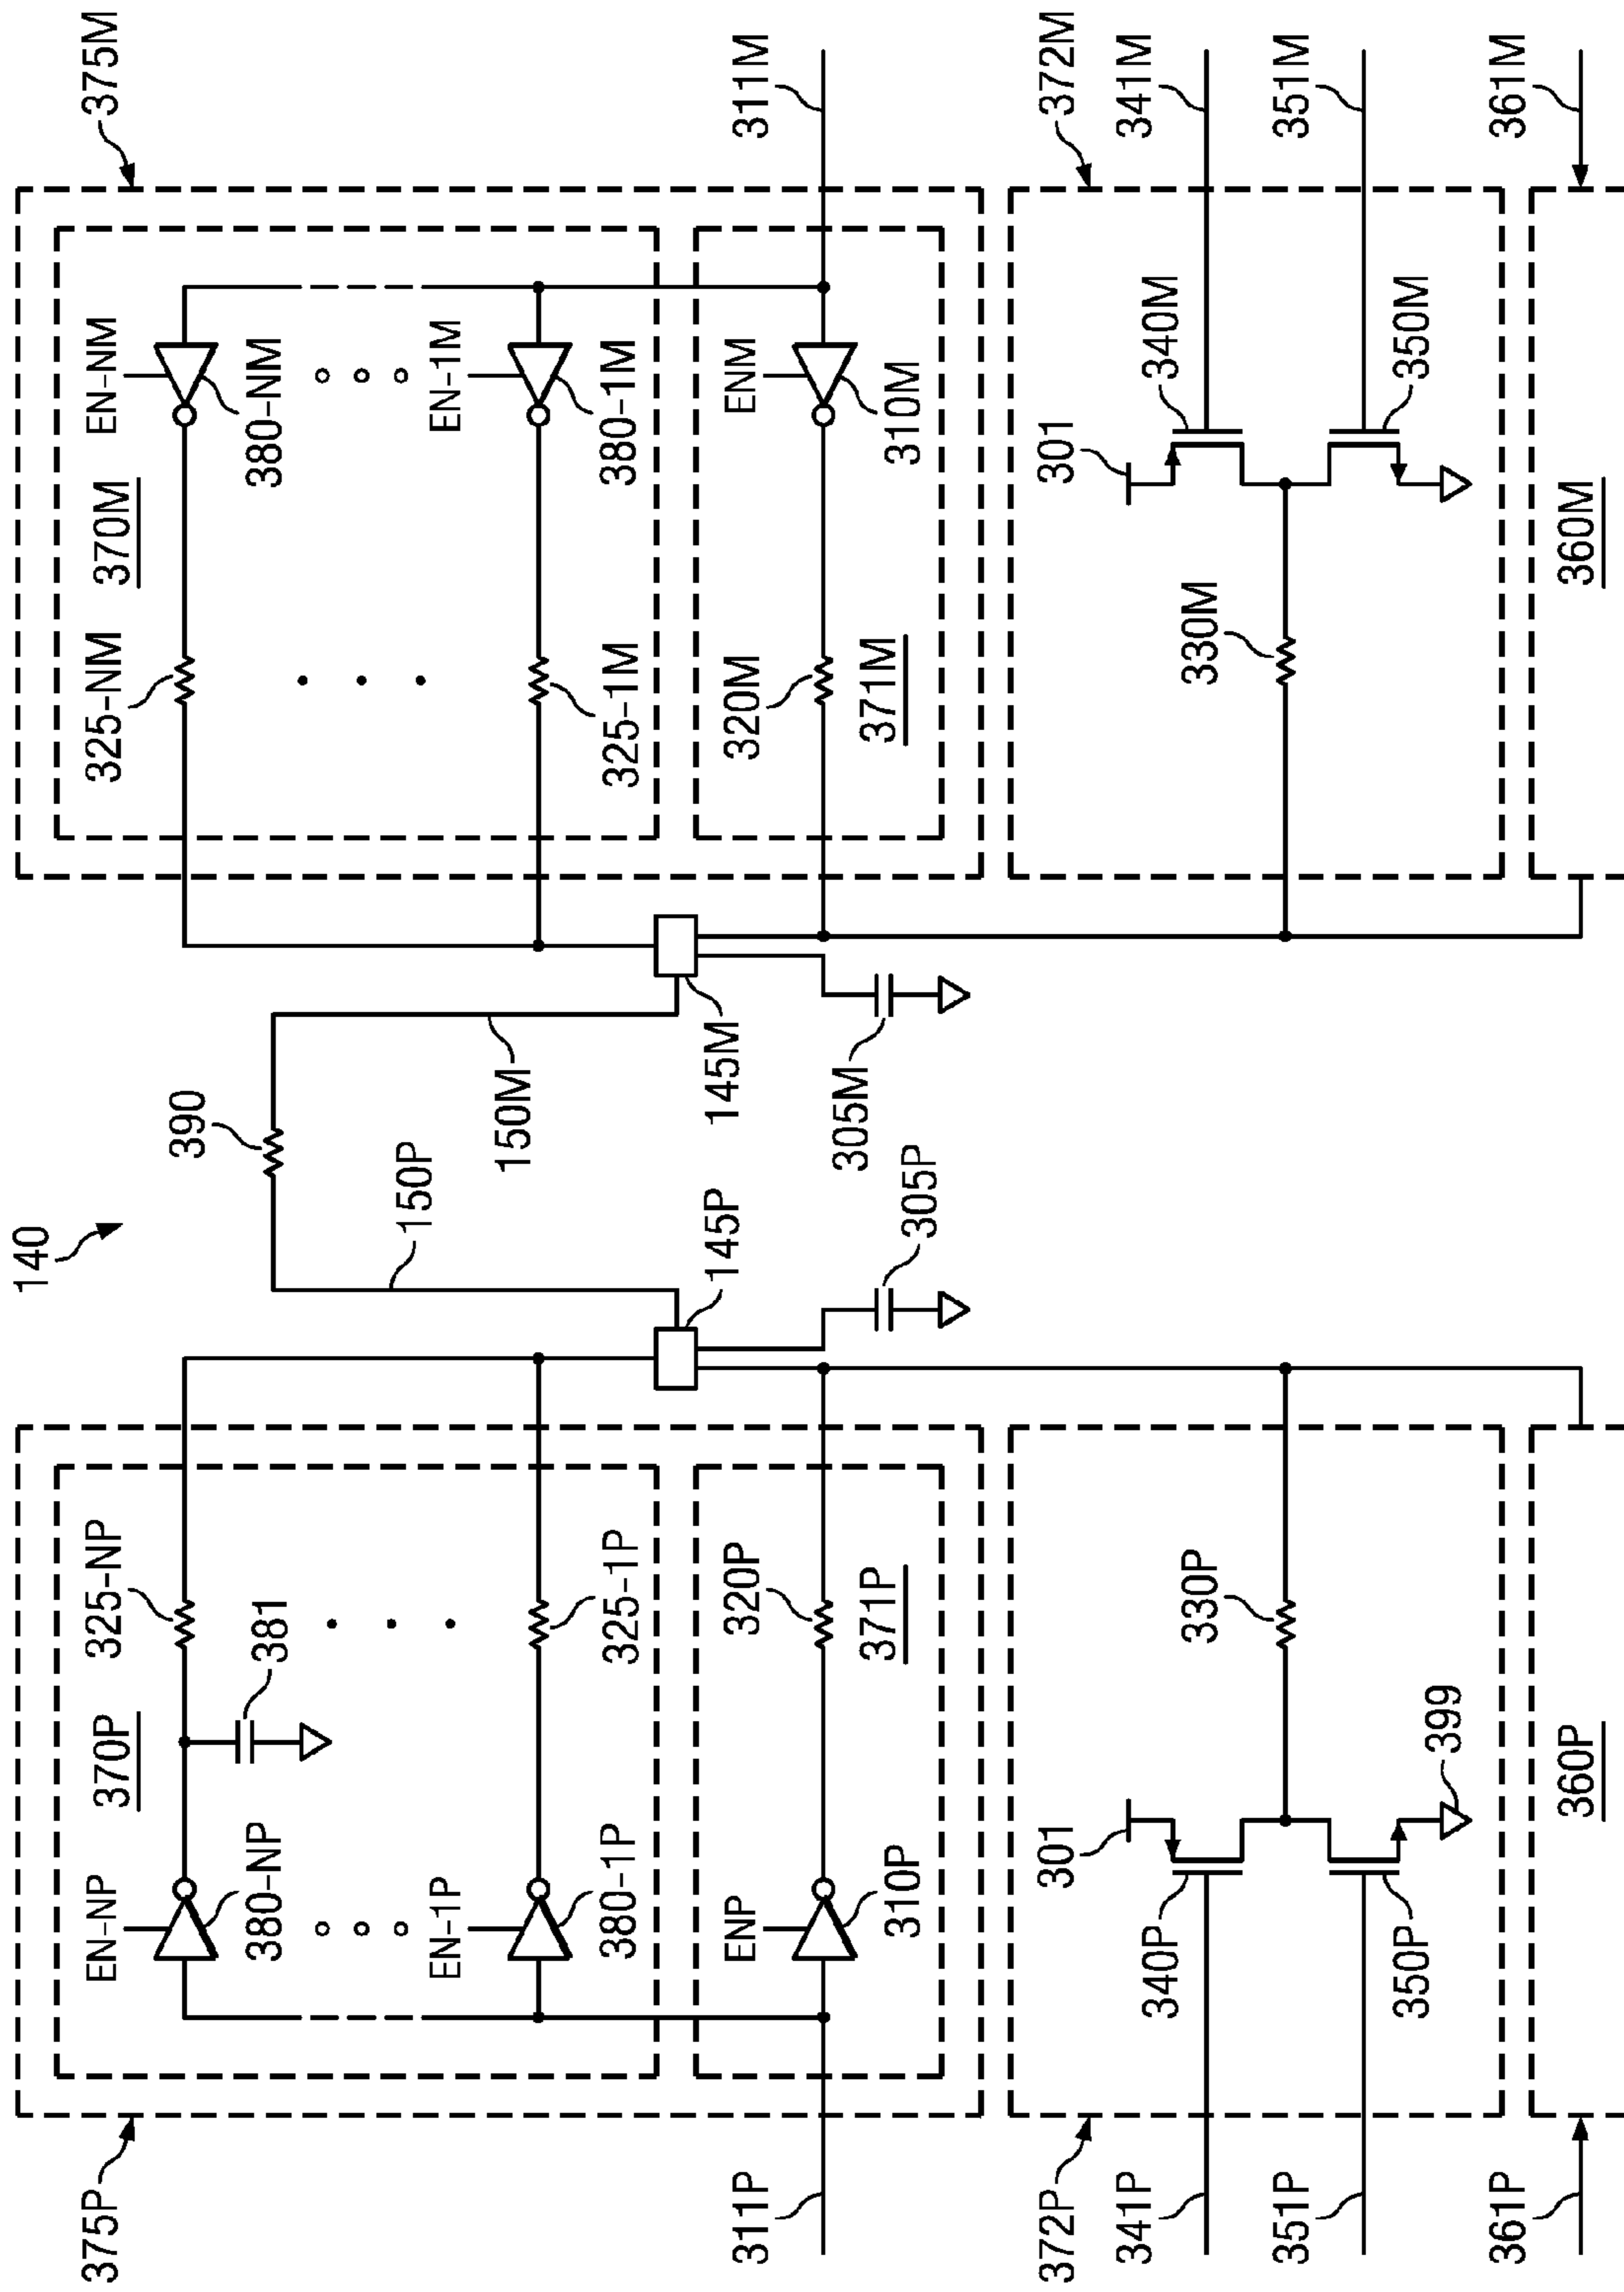 140
375P
370P
EN-NP
380-NP
325-NP
381
EN-1P
380-1P
325-1P
ENP
310P
320P
371P
311P
390
150P
150M
145P
145M
305P
305M
375M
370M
325-NM
EN-NM
380-NM
325-1M
EN-1M
380-1M
320M
371M
ENM
310M
311M
372P
341P
351P
340P
350P
301
399
330P
361P
360P
372M
341M
351M
340M
350M
301
330M
361M
360M